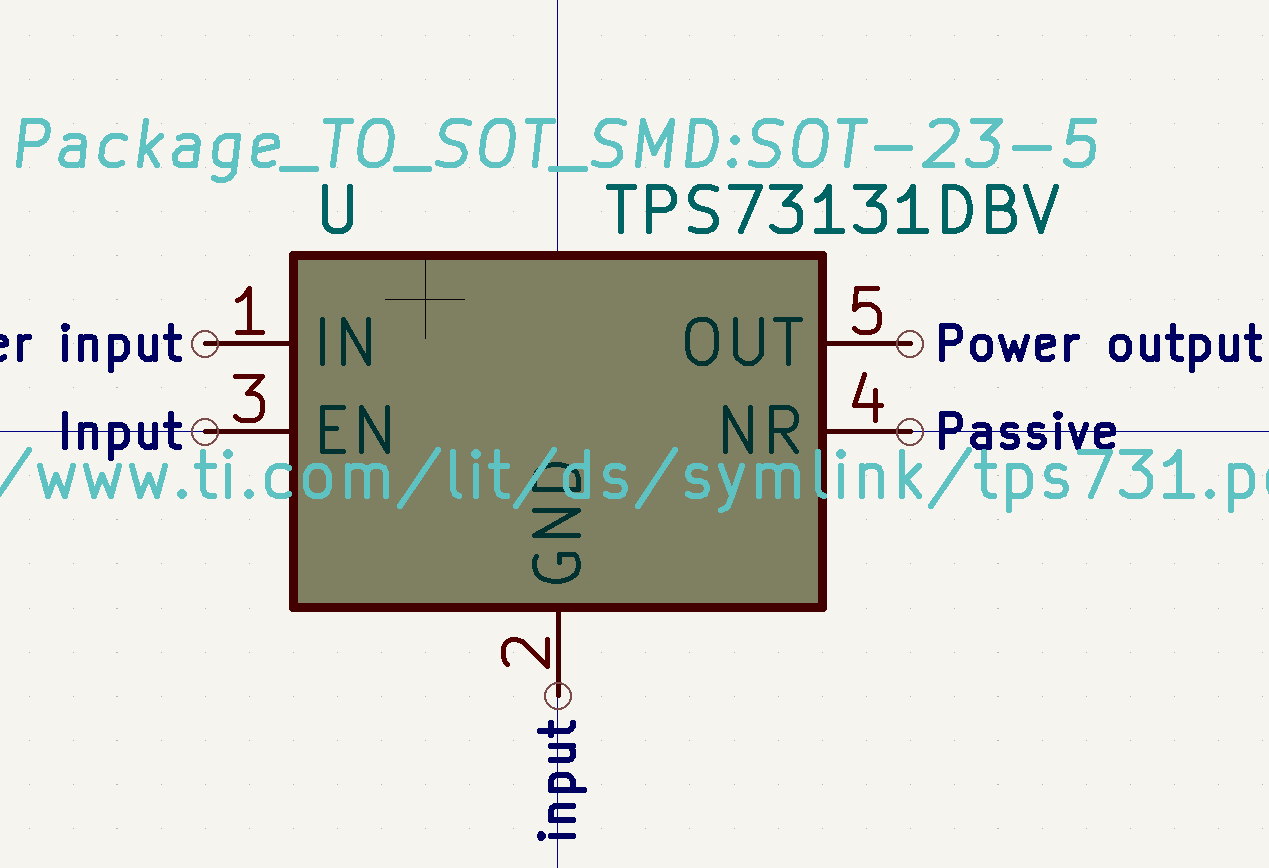 Package_TO_SOT_SMD:SOT-23-5
U TPS73131DBV
1 5
er input IN OUT Power output
3 4
Input EN NR Passive
/www.ti.com/lit/ds/symlink/tps731.p
GND
2
input